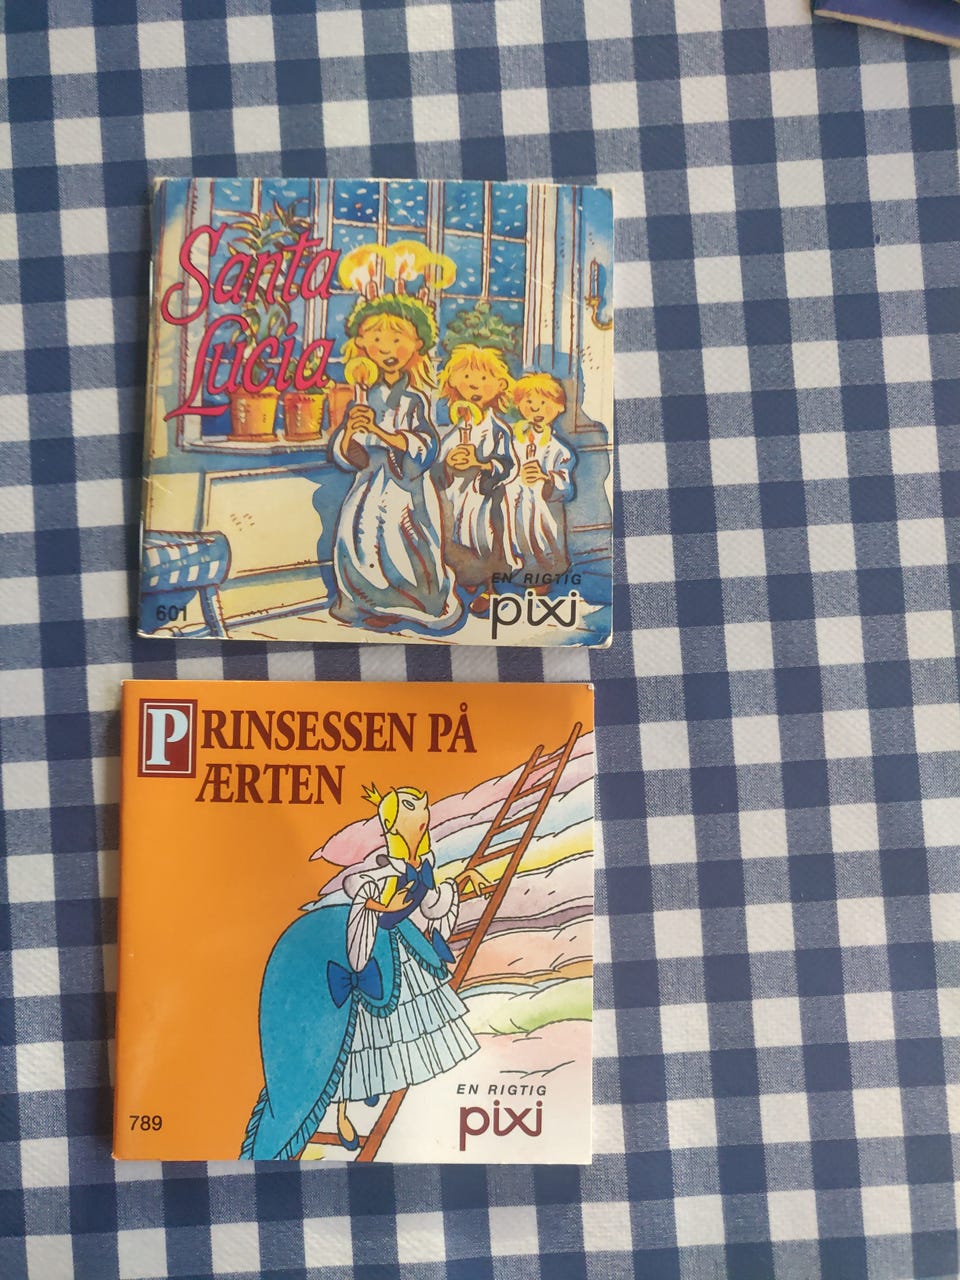 Santa
Lucia
EN RIGTIG
pixi
601
PRINSESSEN PÅ
ÆRTEN
EN RIGTIG
pixi
789